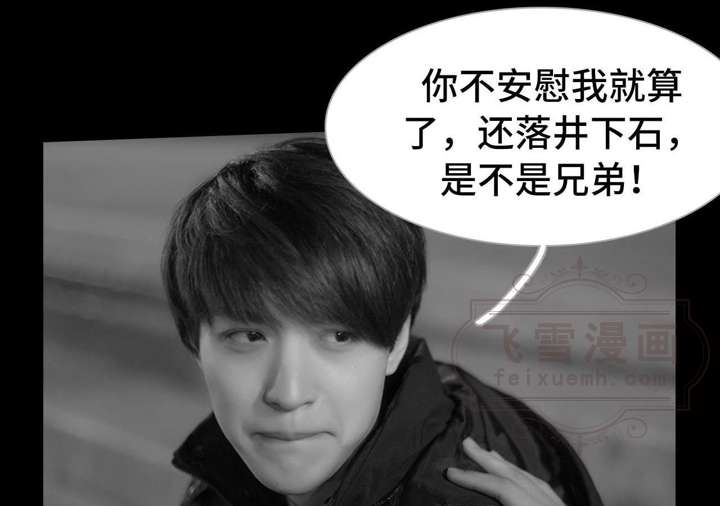 你不安慰我就算
了，还落井下石，
是不是兄弟！
飞雪漫画
feixuemh.com